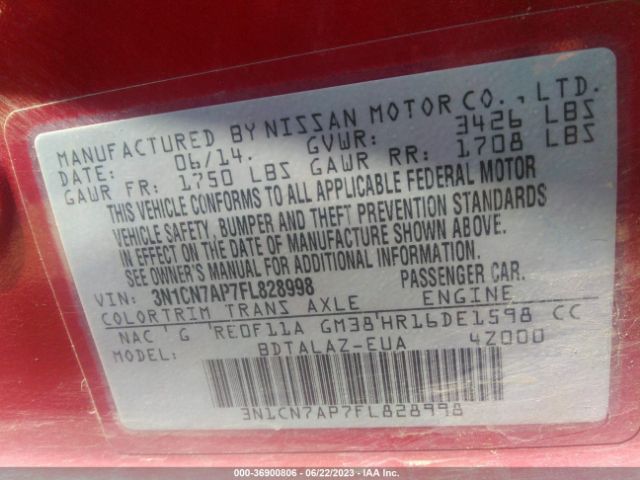 MANUFACTURED BY NISSAN MOTOR CO., LTD.
DATE: 06/14. GVWR: 3426 LBS
GAWR FR: 1750 LBS GAWR RR: 1708 LBS
THIS VEHICLE CONFORMS TO ALL APPLICABLE FEDERAL MOTOR
VEHICLE SAFETY, BUMPER AND THEFT PREVENTION STANDARDS
IN EFFECT ON THE DATE OF MANUFACTURE SHOWN ABOVE.
SEE OWNER'S MANUAL FOR ADDITIONAL INFORMATION.
VIN: 3N1CN7AP7FL828998 PASSENGER CAR.
COLOR TRIM TRANS AXLE ENGINE
NAC ' G 'RE0F11A GM38'HR16DE1598 CC
MODEL: BDTALAZ-EUA 4Z000
3N1CN7AP7FL828998
000-36900806 - 06/22/2023 - IAA Inc.